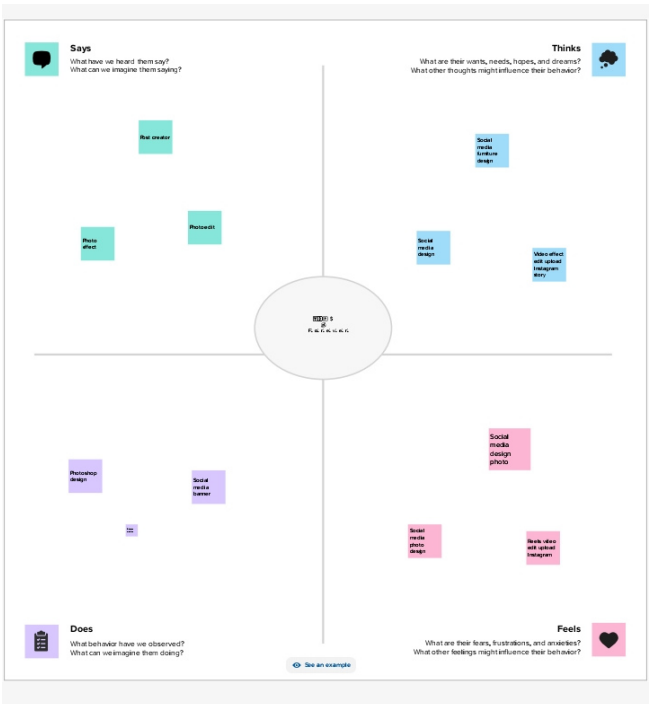 Says
What have we heard them say?
What can we imagine them saying?
Thinks
What are their wants, needs, hopes, and dreams?
What other thoughts might influence their behavior?
Post creator
Photo
effect
Photo edit
Social
media
furniture
design
Social
media
design
Video effect
edit upload
Instagram
story
Photoshop
design
Social
media
banner
Social
media
design
photo
Social
media
photo
design
Reels video
edit upload
Instagram
Does
What behavior have we observed?
What can we imagine them doing?
Feels
What are their fears, frustrations, and anxieties?
What other feelings might influence their behavior?
See an example